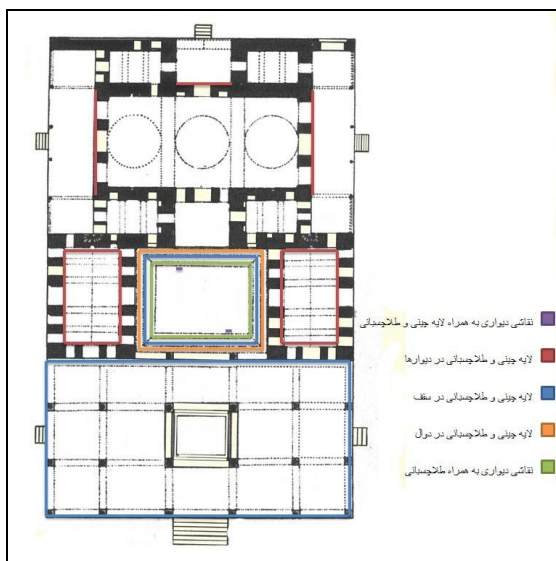 نقاشی دیواری به همراه لایه چینی و طلاچسبانی
لایه چینی و طلاچسبانی در دیوارها
لایه چینی و طلاچسبانی در سقف
لایه چینی و طلاچسبانی در دوال
نقاشی دیواری به همراه طلاچسبانی